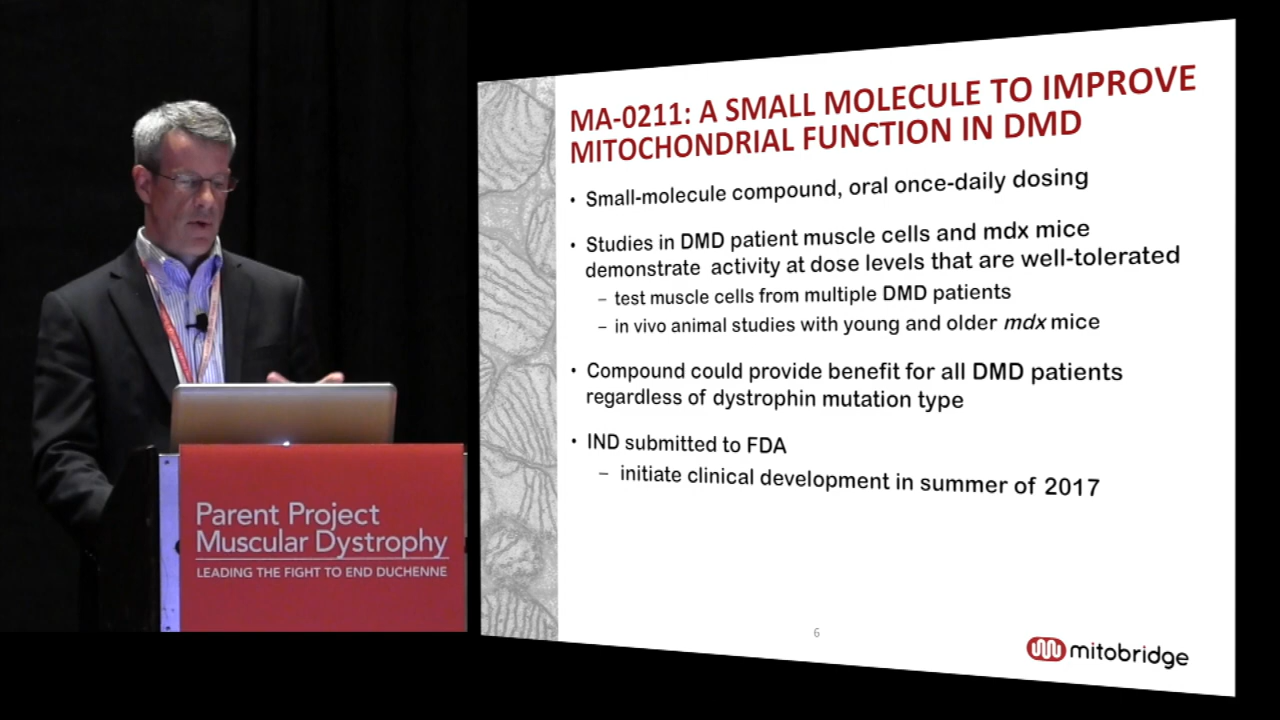 MA-0211: A SMALL MOLECULE TO IMPROVE
MITOCHONDRIAL FUNCTION IN DMD
• Small-molecule compound, oral once-daily dosing
• Studies in DMD patient muscle cells and mdx mice
demonstrate activity at dose levels that are well-tolerated
– test muscle cells from multiple DMD patients
– in vivo animal studies with young and older mdx mice
• Compound could provide benefit for all DMD patients
regardless of dystrophin mutation type
• IND submitted to FDA
– initiate clinical development in summer of 2017
6
mitobridge
Parent Project
Muscular Dystrophy
LEADING THE FIGHT TO END DUCHENNE